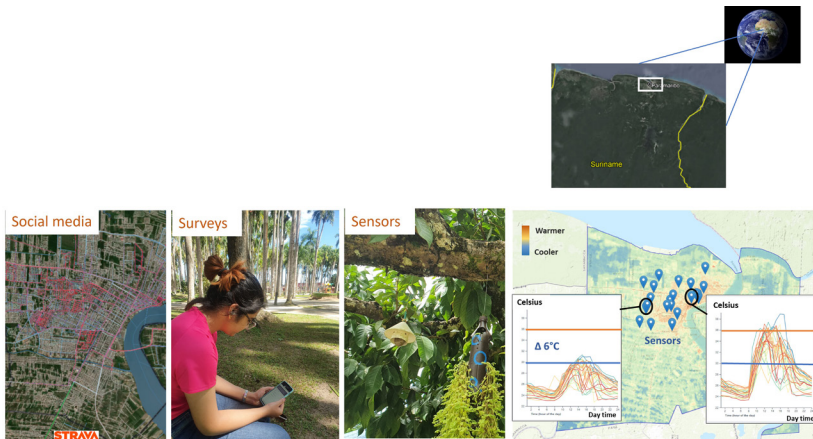 Paramaribo
Suriname
Social media
Surveys
Sensors
STRAVA
Warmer
Cooler
Celsius
Celsius
Δ 6°C
Sensors
Day time
Day time